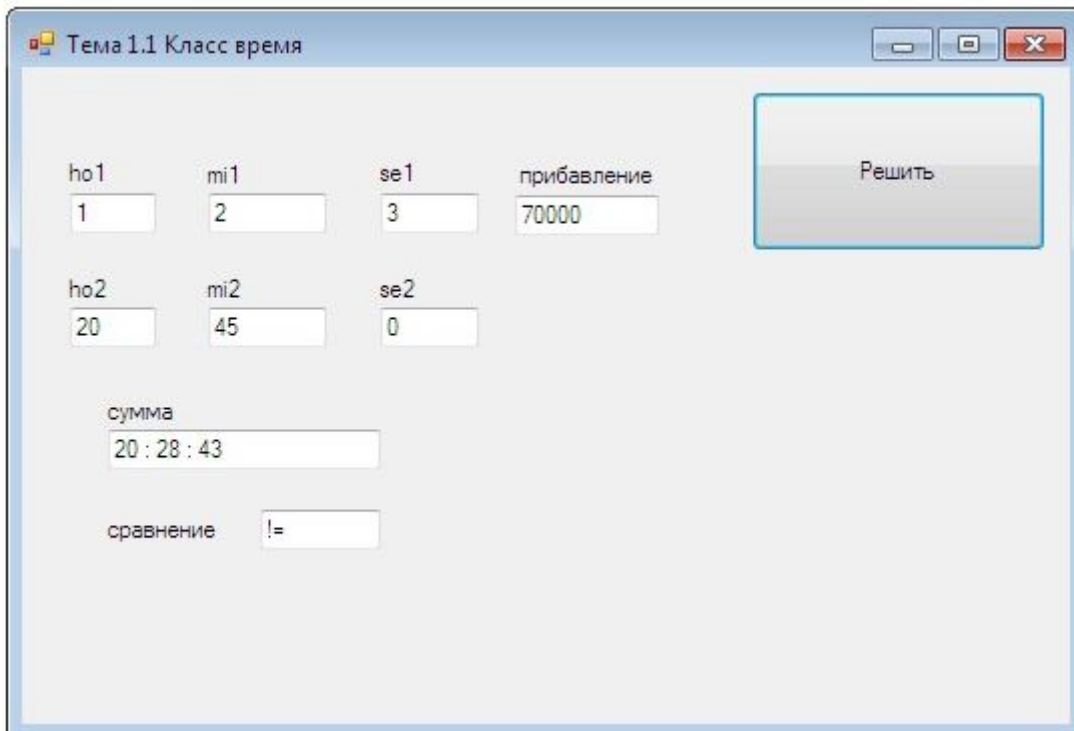 Тема 1.1 Класс время
ho1 mi1 se1 прибавление
1 2 3 70000
Решить
ho2 mi2 se2
20 45 0
сумма
20 : 28 : 43
сравнение !=